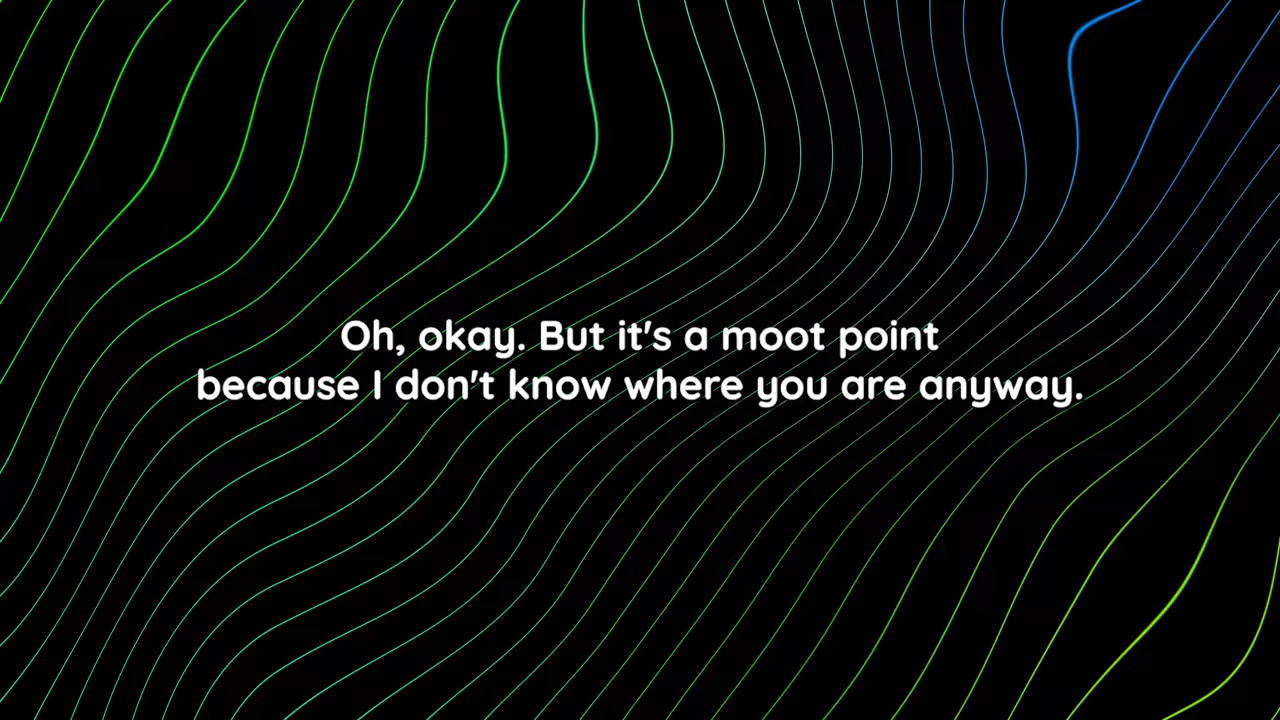 Oh, okay. But it's a moot point
because I don't know where you are anyway.